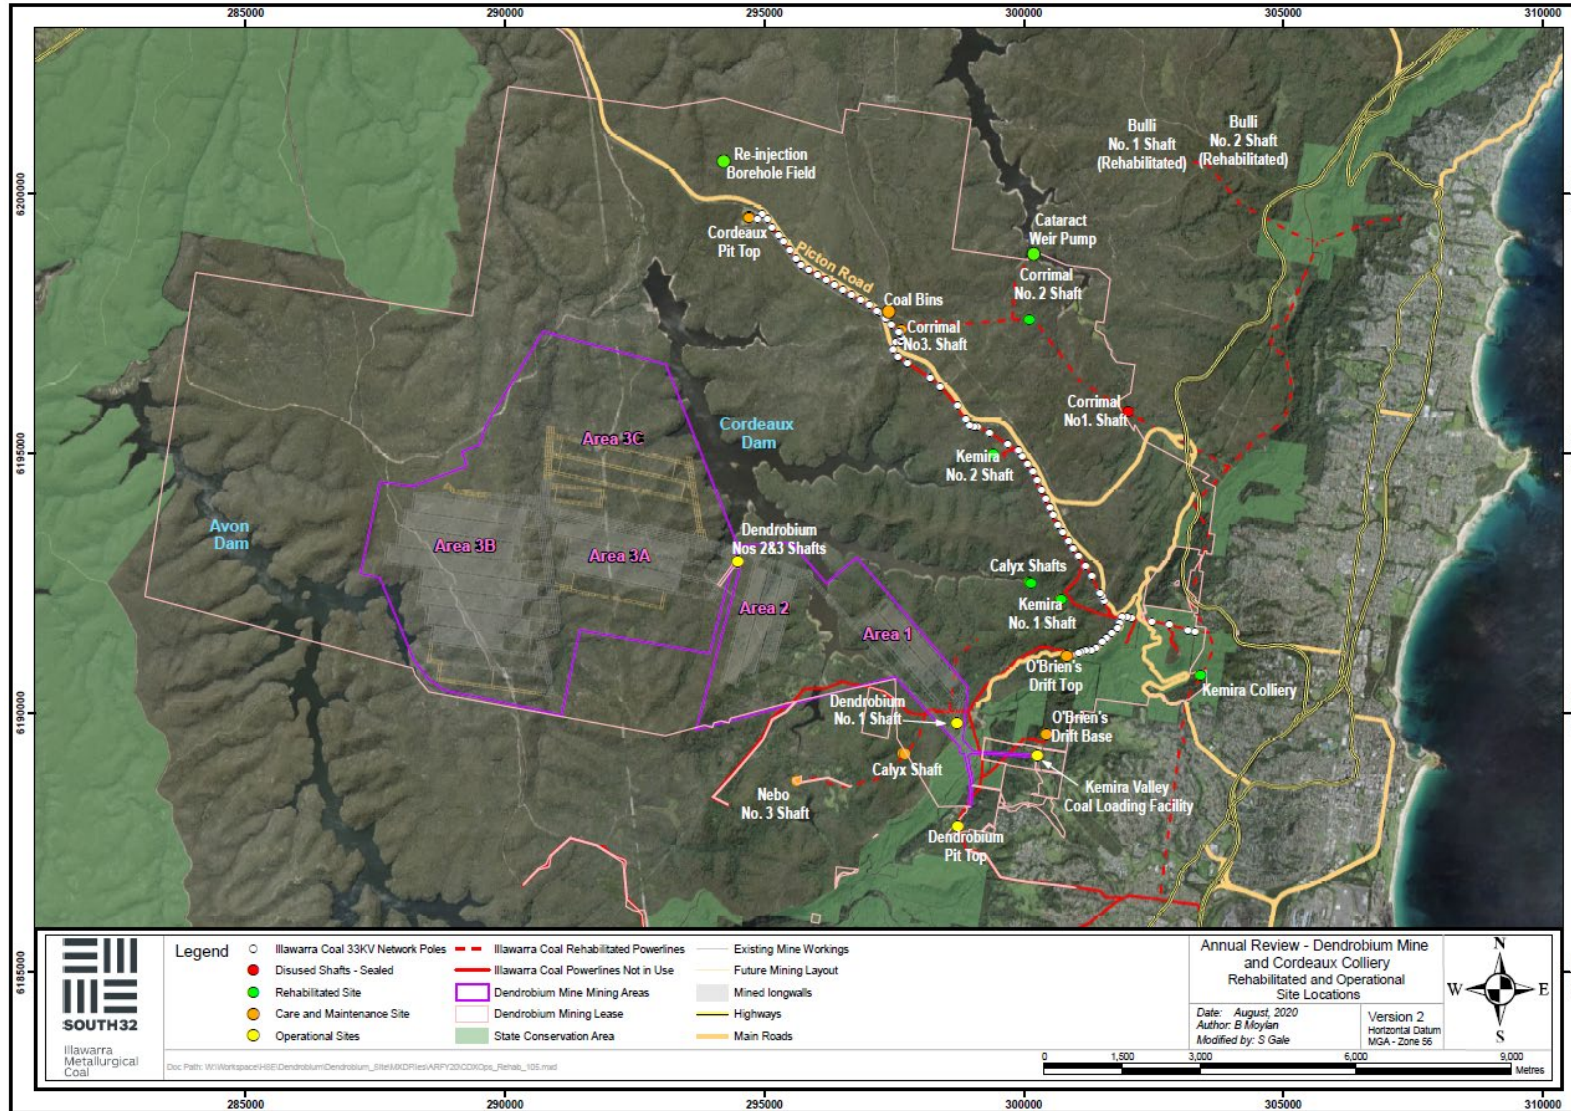 285000
290000
295000
300000
305000
310000
6200000
6195000
6190000
6185000
Bulli
No. 1 Shaft
(Rehabilitated)
Bulli
No. 2 Shaft
(Rehabilitated)
Re-injection
Borehole Field
Cordeaux
Pit Top
Picton Road
Cataract
Weir Pump
Corrimal
No. 2 Shaft
Coal Bins
Corrimal
No3. Shaft
Corrimal
No1. Shaft
Cordeaux
Dam
Kemira
No. 2 Shaft
Area 3C
Avon
Dam
Area 3B
Area 3A
Dendrobium
Nos 2&3 Shafts
Area 2
Area 1
Calyx Shafts
Kemira
No. 1 Shaft
O'Brien's
Drift Top
Kemira Colliery
Dendrobium
No. 1 Shaft
O'Brien's
Drift Base
Calyx Shaft
Kemira Valley
Coal Loading Facility
Nebo
No. 3 Shaft
Dendrobium
Pit Top
SOUTH32
Illawarra
Metallurgical
Coal
Legend
Illawarra Coal 33KV Network Poles
Disused Shafts - Sealed
Rehabilitated Site
Care and Maintenance Site
Operational Sites
Illawarra Coal Rehabilitated Powerlines
Illawarra Coal Powerlines Not in Use
Dendrobium Mine Mining Areas
Dendrobium Mining Lease
State Conservation Area
Existing Mine Workings
Future Mining Layout
Mined longwalls
Highways
Main Roads
Annual Review - Dendrobium Mine
and Cordeaux Colliery
Rehabilitated and Operational
Site Locations
Date: August, 2020
Author: B Moylan
Modified by: S Gale
Version 2
Horizontal Datum
MGA - Zone 56
N
W E
S
0 1,500 3,000 6,000 9,000
Metres
285000
290000
295000
300000
305000
310000